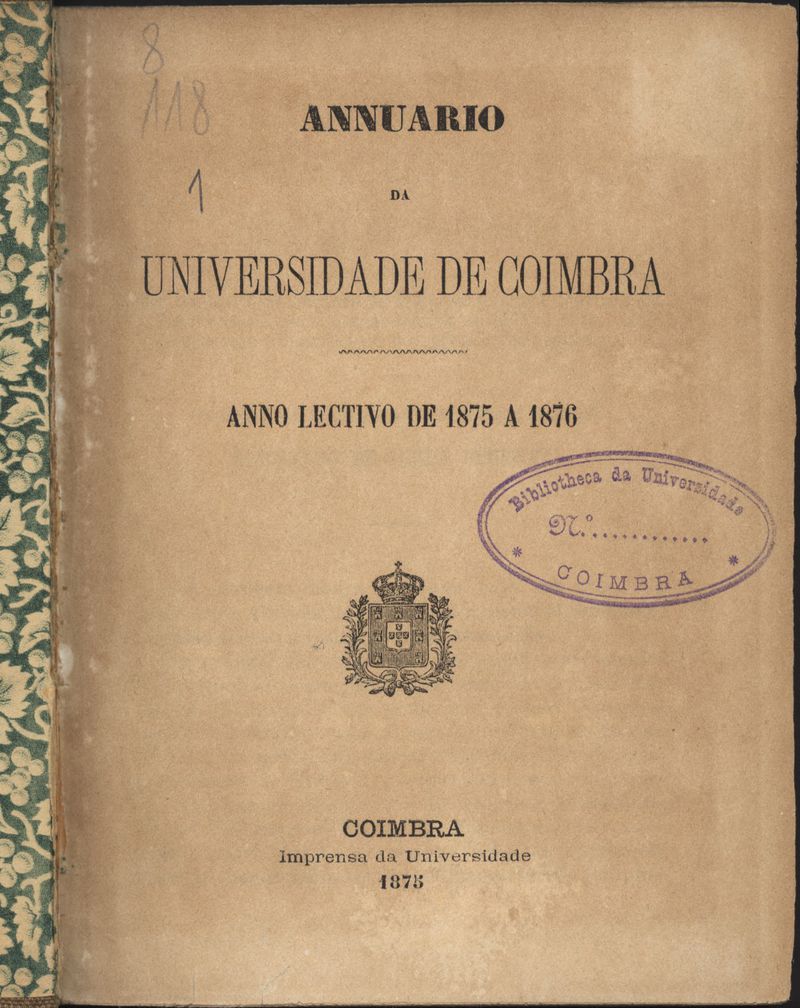 8
118
1
ANNUARIO
DA
UNIVERSIDADE DE COIMBRA
ANNO LECTIVO DE 1875 A 1876
Bibliotheca da Universidade
N.º.............
* COIMBRA *
COIMBRA
Imprensa da Universidade
1875